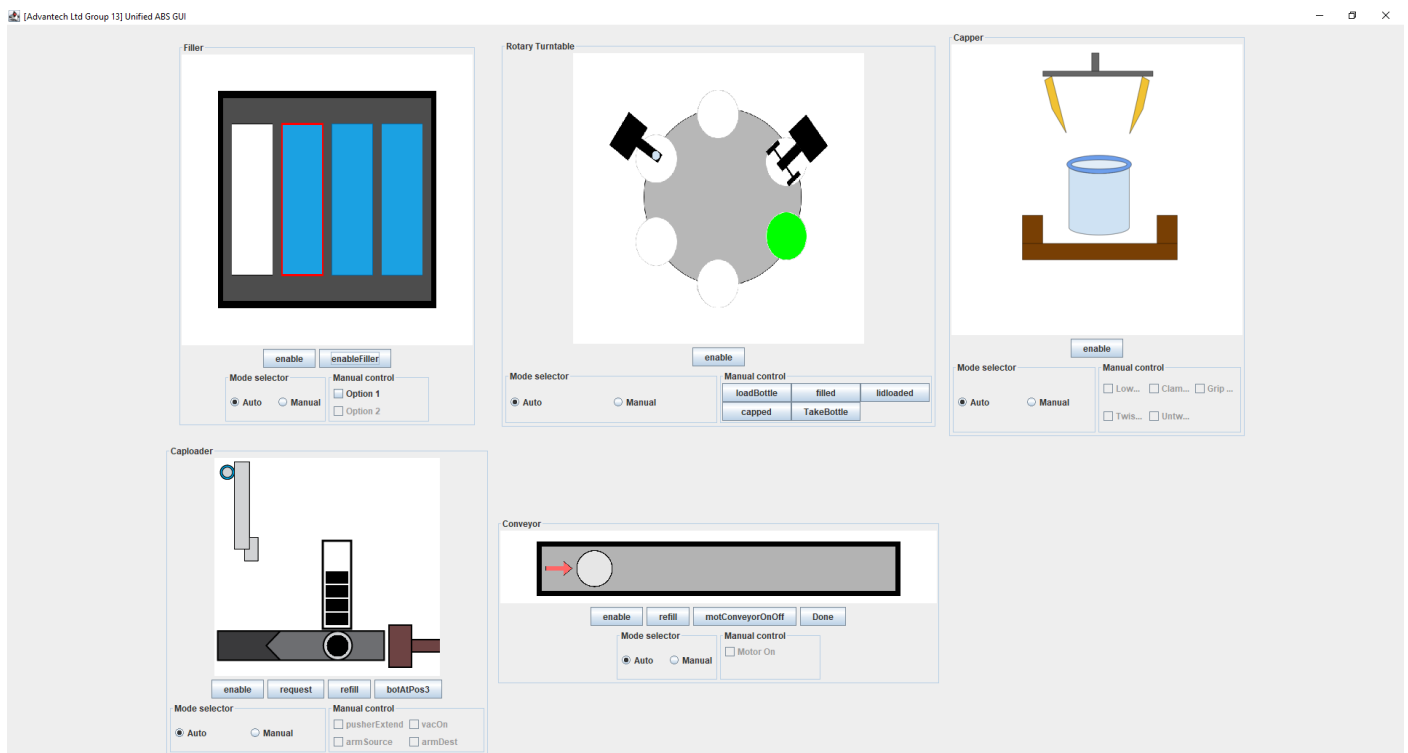 [Advantech Ltd Group 13] Unified ABS GUI
Filler
enable enableFiller
Mode selector
Auto Manual
Manual control
Option 1
Option 2
Rotary Turntable
enable
Mode selector
Auto Manual
Manual control
loadBottle filled lidloaded
capped TakeBottle
Capper
enable
Mode selector
Auto Manual
Manual control
Low... Clam... Grip ...
Twis... Untw...
Caploader
enable request refill botAtPos3
Mode selector
Auto Manual
Manual control
pusherExtend vacOn
armSource armDest
Conveyor
enable refill motConveyorOnOff Done
Mode selector
Auto Manual
Manual control
Motor On